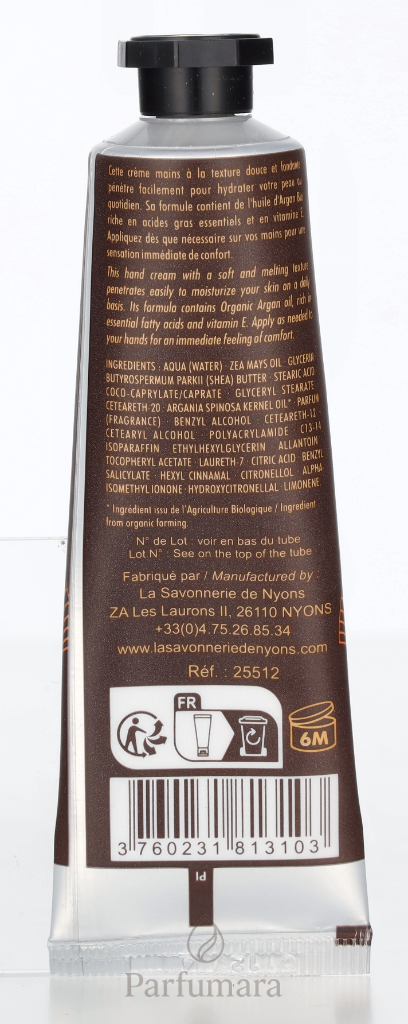 Cette crème mains à la texture douce et fondante
pénètre facilement pour hydrater votre peau au
quotidien. Sa formule contient de l'huile d'Argan Bio
riche en acides gras essentiels et en vitamine E.
Appliquez dès que nécessaire sur vos mains pour une
sensation immédiate de confort.
This hand cream with a soft and melting texture
penetrates easily to moisturize your skin on a daily
basis. Its formula contains Organic Argan oil, rich in
essential fatty acids and vitamin E. Apply as needed to
your hands for an immediate feeling of comfort.
INGREDIENTS : AQUA (WATER) · ZEA MAYS OIL · GLYCERIN
BUTYROSPERMUM PARKII (SHEA) BUTTER · STEARIC ACID
COCO-CAPRYLATE/CAPRATE · GLYCERYL STEARATE
CETEARETH-20 · ARGANIA SPINOSA KERNEL OIL* · PARFUM
(FRAGRANCE) · BENZYL ALCOHOL · CETEARETH-12 ·
CETEARYL ALCOHOL · POLYACRYLAMIDE · C13-14
ISOPARAFFIN · ETHYLHEXYLGLYCERIN · ALLANTOIN
TOCOPHERYL ACETATE · LAURETH-7 · CITRIC ACID · BENZYL
SALICYLATE · HEXYL CINNAMAL · CITRONELLOL · ALPHA
ISOMETHYL IONONE · HYDROXYCITRONELLAL · LIMONENE
* Ingrédient issu de l'Agriculture Biologique / Ingredient
from organic farming.
N° de Lot : voir en bas du tube
Lot N° : See on the top of the tube
Fabriqué par / Manufactured by :
La Savonnerie de Nyons
ZA Les Laurons II, 26110 NYONS
+33(0)4.75.26.85.34
www.lasavonneriedenyons.com
Réf. : 25512
FR
6M
3 760231 813103
PI
Parfumara